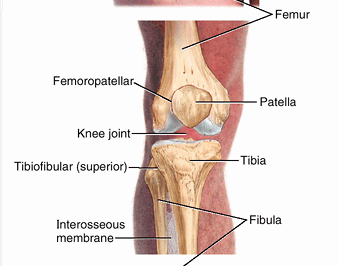 Femur
Femoropatellar
Patella
Knee joint
Tibiofibular (superior)
Tibia
Fibula
Interosseous
membrane